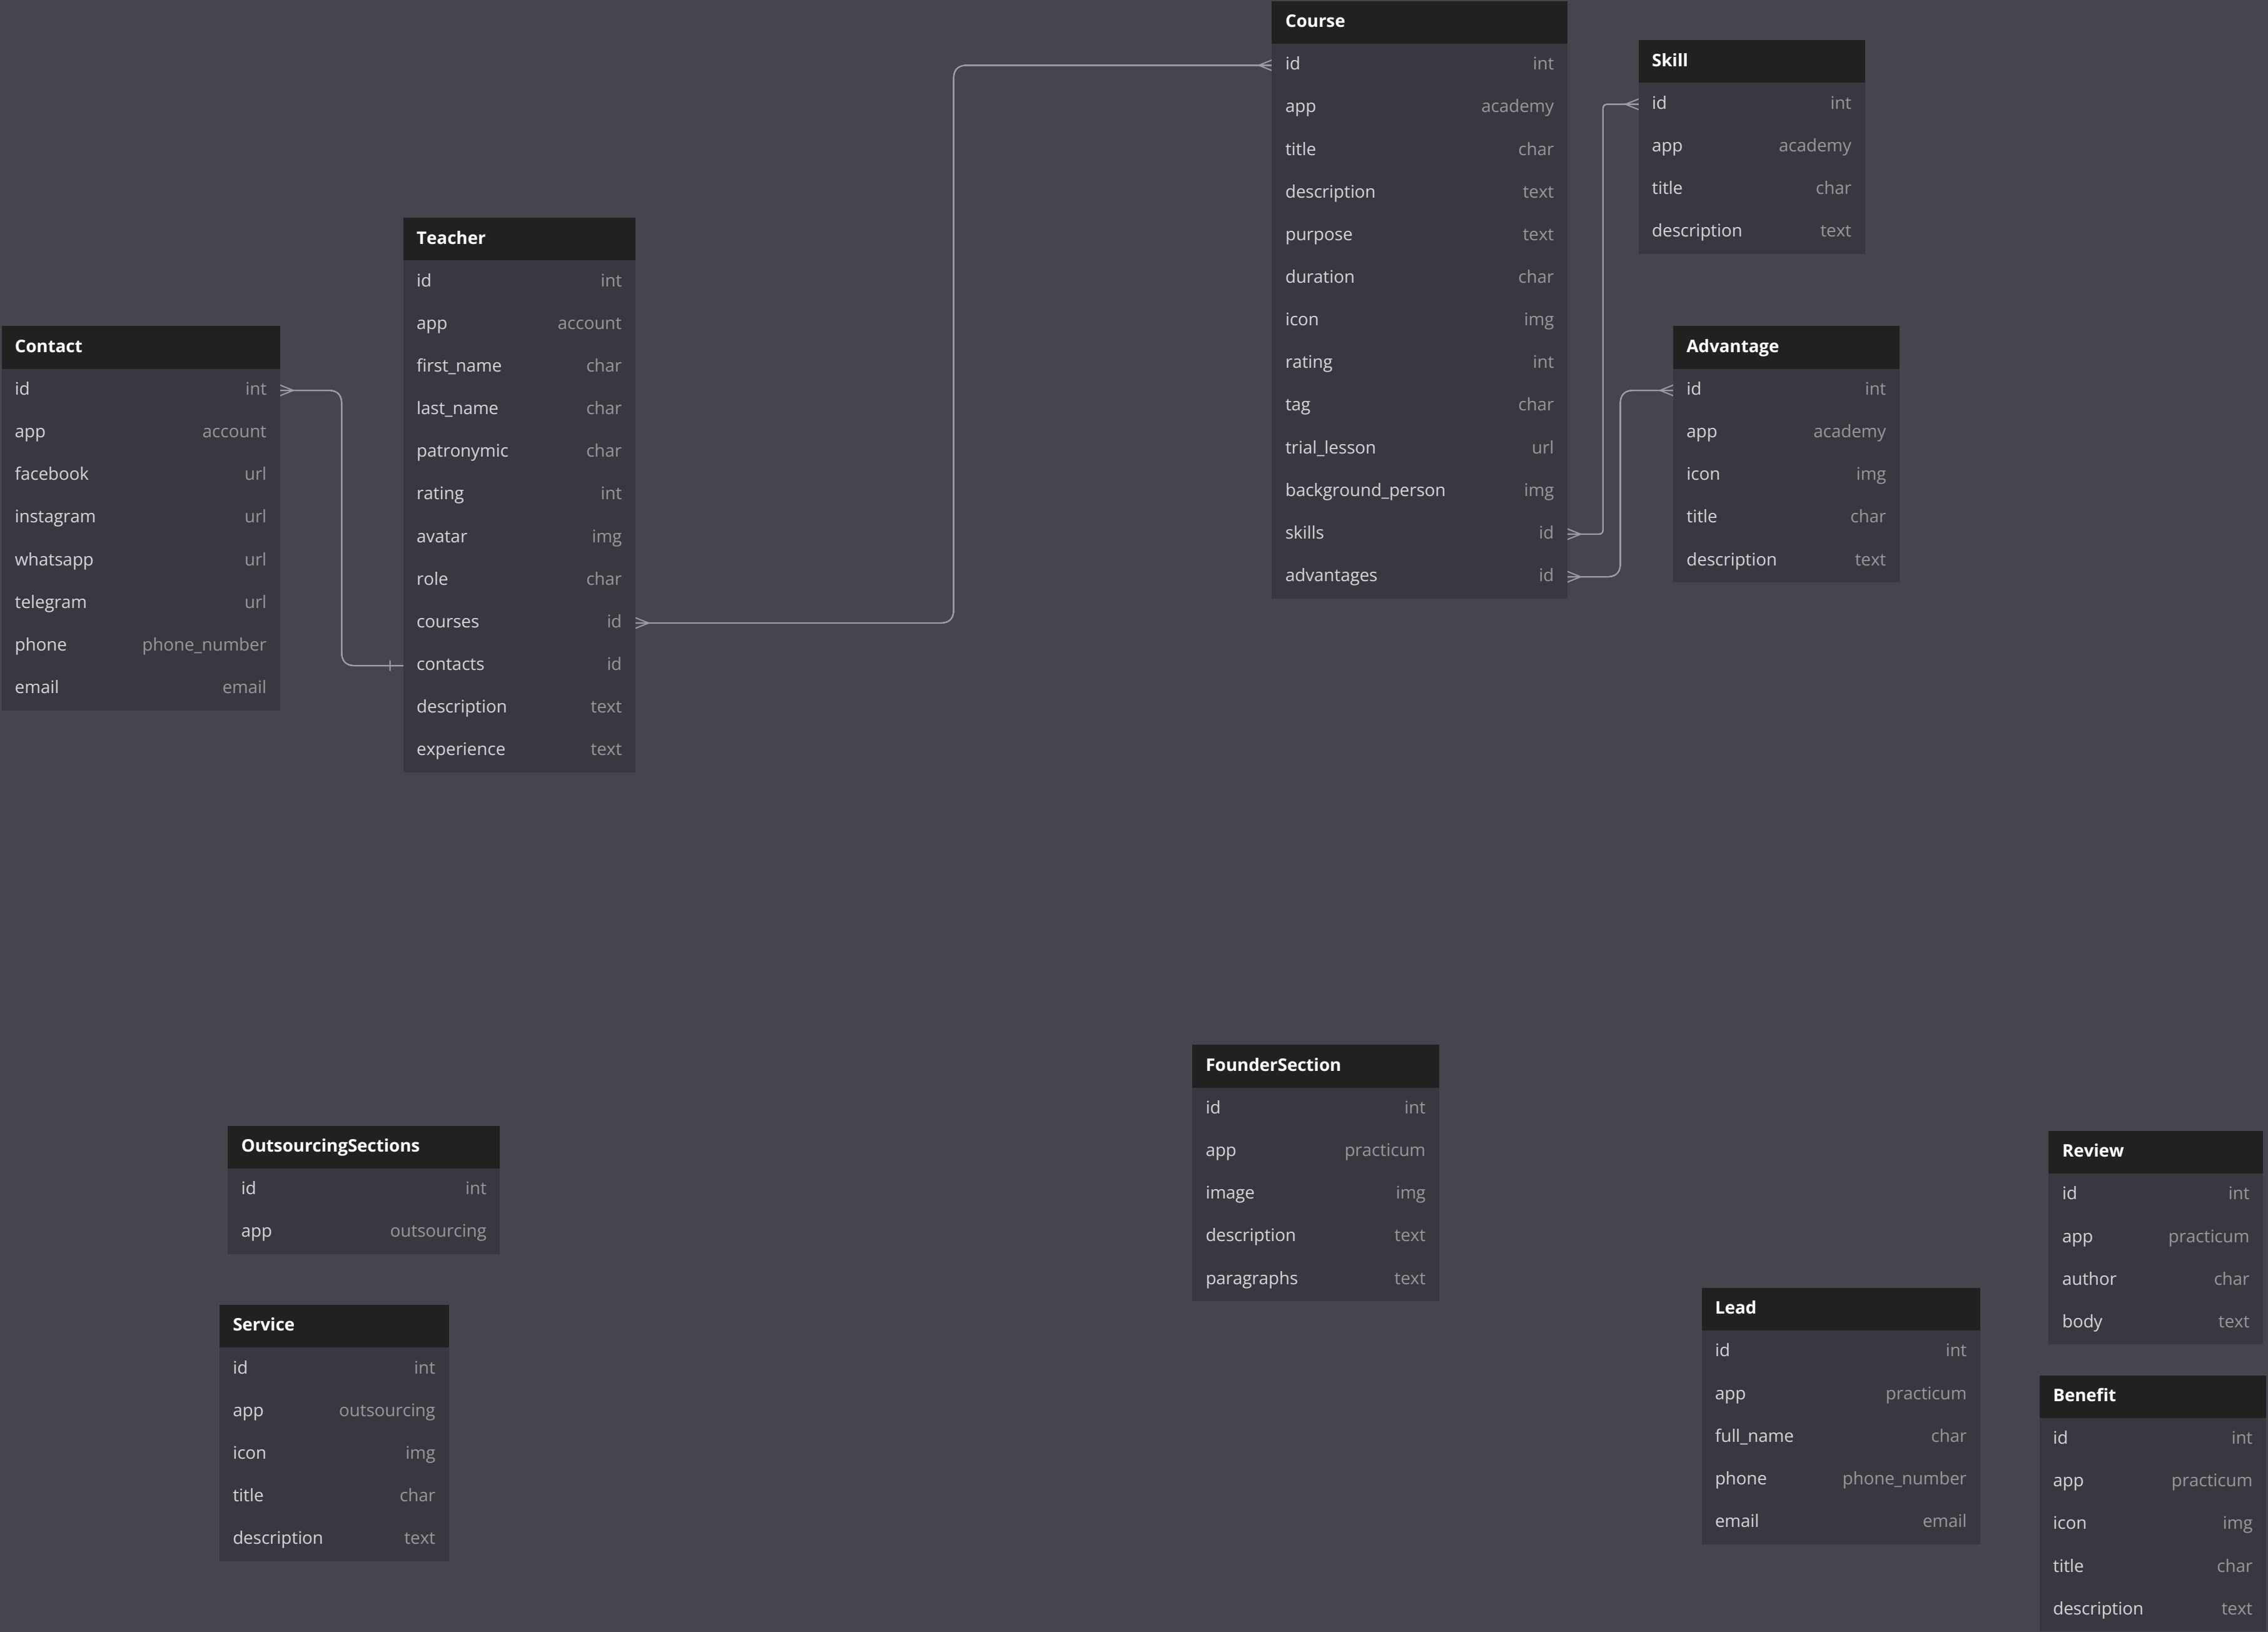 Course
id int
app academy
title char
description text
purpose text
duration char
icon img
rating int
tag char
trial_lesson url
background_person img
skills id
advantages id
Skill
id int
app academy
title char
description text
Teacher
id int
app account
first_name char
last_name char
patronymic char
rating int
avatar img
role char
courses id
contacts id
description text
experience text
Contact
id int
app account
facebook url
instagram url
whatsapp url
telegram url
phone phone_number
email email
Advantage
id int
app academy
icon img
title char
description text
FounderSection
id int
app practicum
image img
description text
paragraphs text
OutsourcingSections
id int
app outsourcing
Review
id int
app practicum
author char
body text
Service
id int
app outsourcing
icon img
title char
description text
Lead
id int
app practicum
full_name char
phone phone_number
email email
Benefit
id int
app practicum
icon img
title char
description text